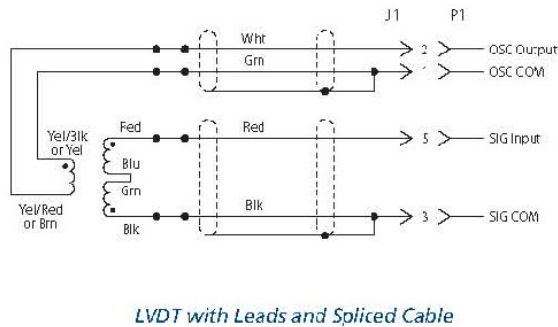 J1 P1
Wht 2 OSC Output
Grn 1 OSC COM
Yel/Blk
or Yel
Red Red 5 SIG Input
Blu
Grn
Yel/Red
or Brn
Blk Blk 3 SIG COM
LVDT with Leads and Spliced Cable